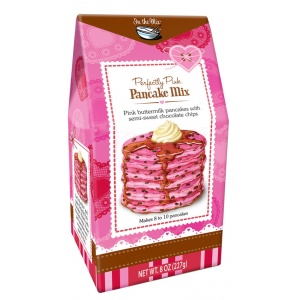 In the Mix
Perfectly Pink
Pancake Mix
Pink buttermilk pancakes with
semi-sweet chocolate chips
Makes 8 to 10 pancakes
NET WT. 8 OZ (227g)